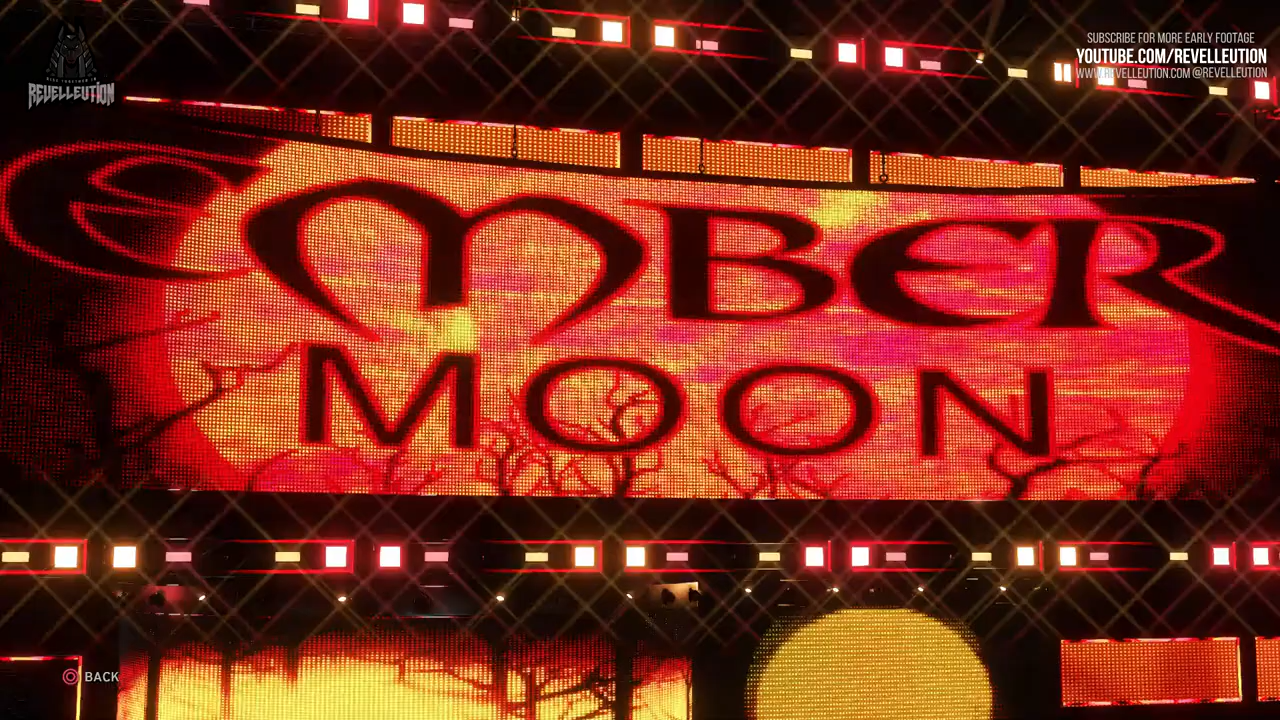 SUBSCRIBE FOR MORE EARLY FOOTAGE
YOUTUBE.COM/REVELLEUTION
WWW.REVELLEUTION.COM @REVELLEUTION
REVELLEUTION
EMBER
MOON
BACK